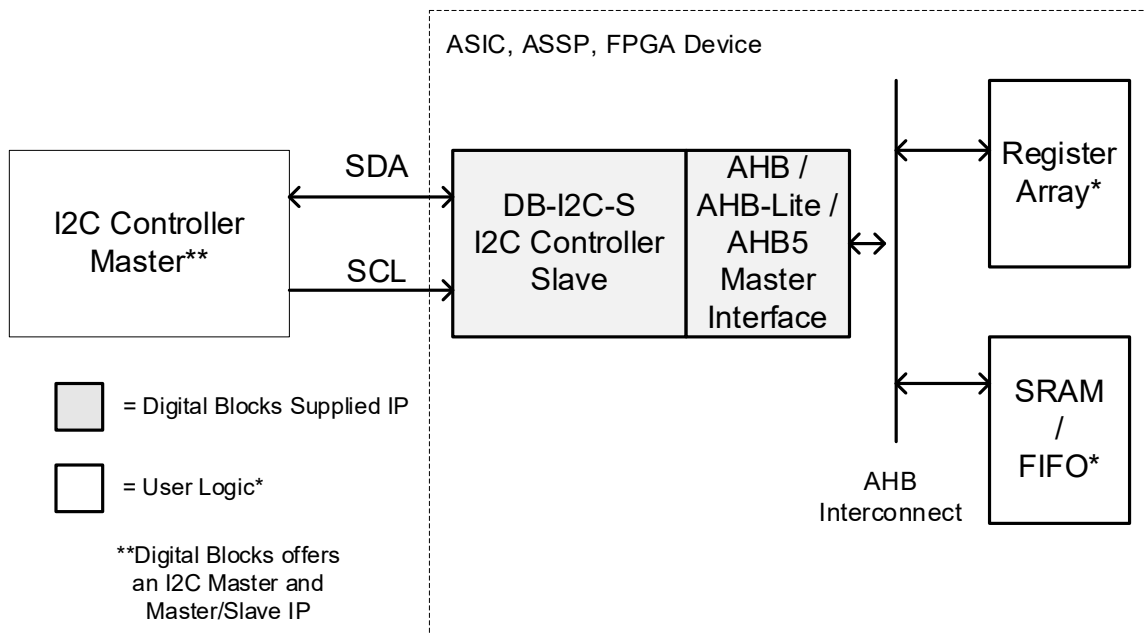 ASIC, ASSP, FPGA Device
I2C Controller
Master**
SDA
SCL
DB-I2C-S
I2C Controller
Slave
AHB /
AHB-Lite /
AHB5
Master
Interface
Register
Array*
SRAM
/
FIFO*
AHB
Interconnect
= Digital Blocks Supplied IP
= User Logic*
**Digital Blocks offers
an I2C Master and
Master/Slave IP